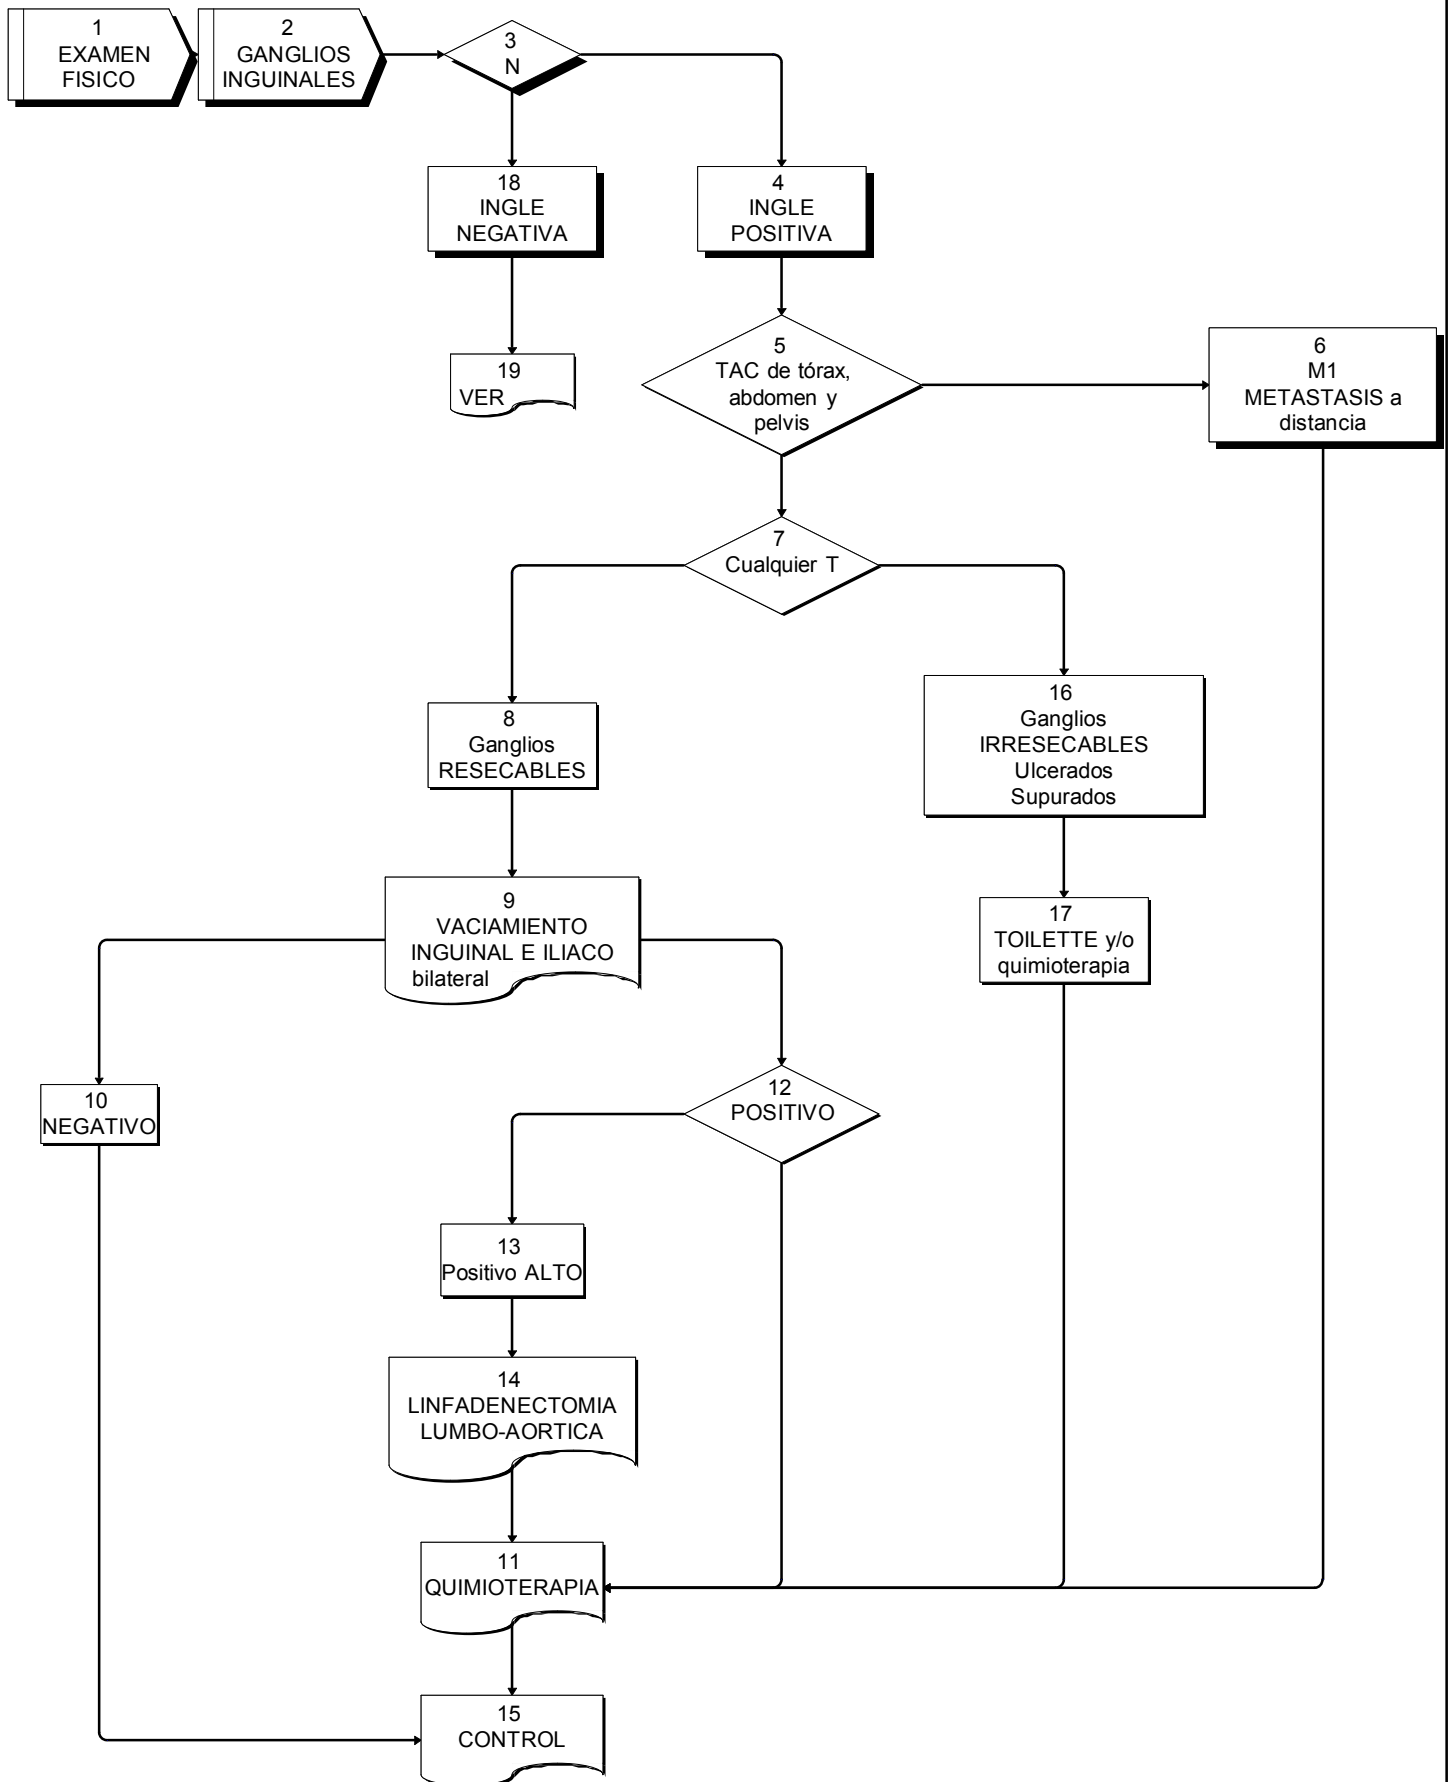 1
EXAMEN
FISICO
2
GANGLIOS
INGUINALES
3
N
18
INGLE
NEGATIVA
4
INGLE
POSITIVA
19
VER
5
TAC de tórax,
abdomen y
pelvis
6
M1
METASTASIS a
distancia
7
Cualquier T
8
Ganglios
RESECABLES
16
Ganglios
IRRESECABLES
Ulcerados
Supurados
9
VACIAMIENTO
INGUINAL E ILIACO
bilateral
17
TOILETTE y/o
quimioterapia
10
NEGATIVO
12
POSITIVO
13
Positivo ALTO
14
LINFADENECTOMIA
LUMBO-AORTICA
11
QUIMIOTERAPIA
15
CONTROL